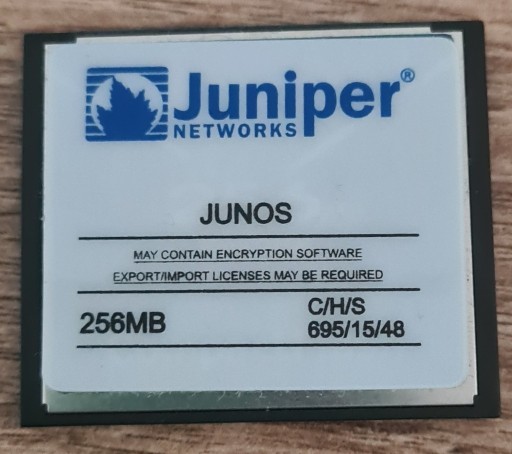 Juniper®
NETWORKS
JUNOS
MAY CONTAIN ENCRYPTION SOFTWARE
EXPORT/IMPORT LICENSES MAY BE REQUIRED
256MB
C/H/S
695/15/48